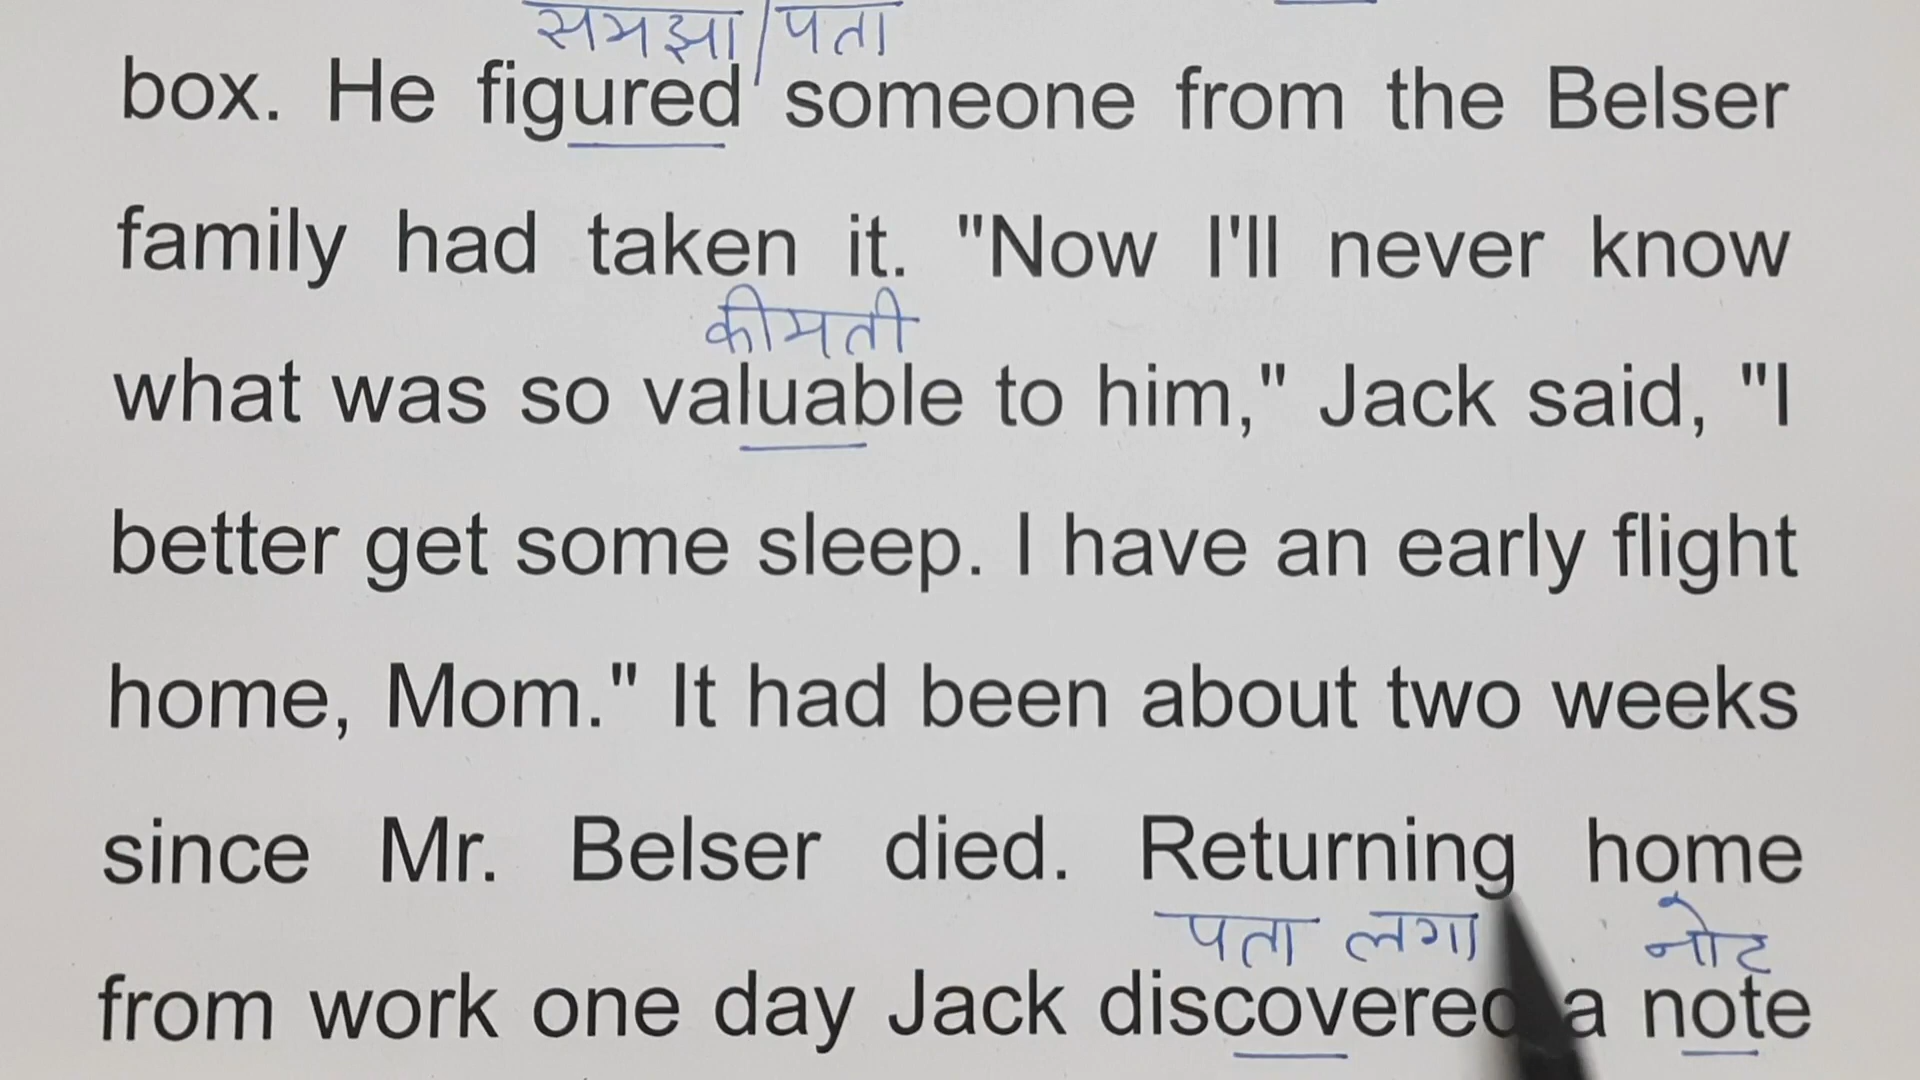 समझा/पता
box. He figured someone from the Belser
family had taken it. "Now I'll never know
कीमती
what was so valuable to him," Jack said, "I
better get some sleep. I have an early flight
home, Mom." It had been about two weeks
since Mr. Belser died. Returning home
पता लगा नोट
from work one day Jack discovered a note